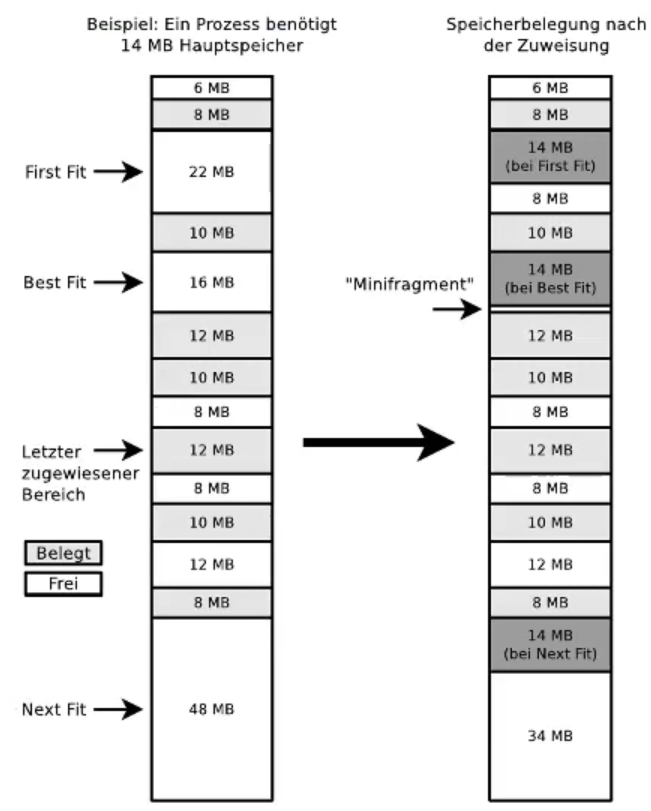 Beispiel: Ein Prozess benötigt
14 MB Hauptspeicher
6 MB
8 MB
First Fit
22 MB
10 MB
Best Fit
16 MB
12 MB
10 MB
8 MB
Letzter
zugewiesener
Bereich
12 MB
8 MB
10 MB
Belegt
Frei
12 MB
8 MB
Next Fit
48 MB
Speicherbelegung nach
der Zuweisung
6 MB
8 MB
14 MB
(bei First Fit)
8 MB
10 MB
14 MB
(bei Best Fit)
"Minifragment"
12 MB
10 MB
8 MB
12 MB
8 MB
10 MB
12 MB
8 MB
14 MB
(bei Next Fit)
34 MB